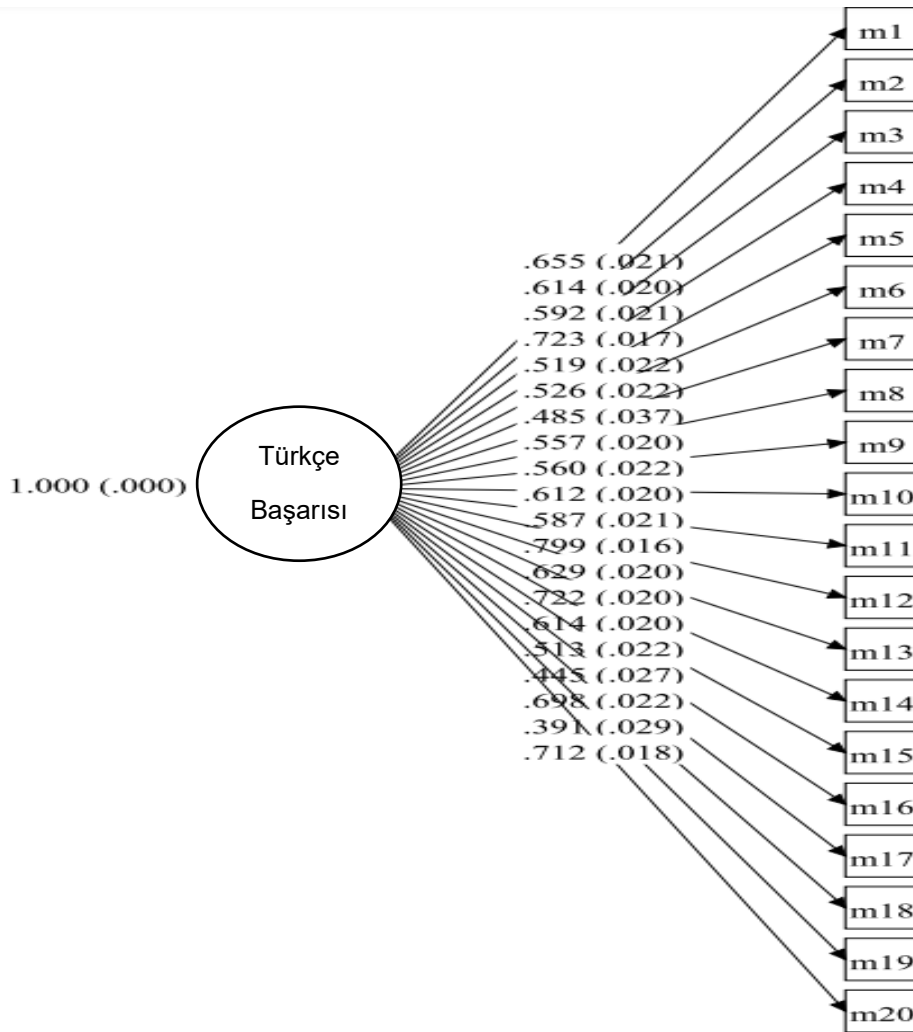 m1
m2
m3
m4
m5
m6
m7
m8
m9
m10
m11
m12
m13
m14
m15
m16
m17
m18
m19
m20
.655 (.021)
.614 (.020)
.592 (.021)
.723 (.017)
.519 (.022)
.526 (.022)
.485 (.037)
.557 (.020)
.560 (.022)
.612 (.020)
.587 (.021)
.799 (.016)
.629 (.020)
.722 (.020)
.614 (.020)
.513 (.022)
.445 (.027)
.698 (.022)
.391 (.029)
.712 (.018)
1.000 (.000)
Türkçe
Başarısı